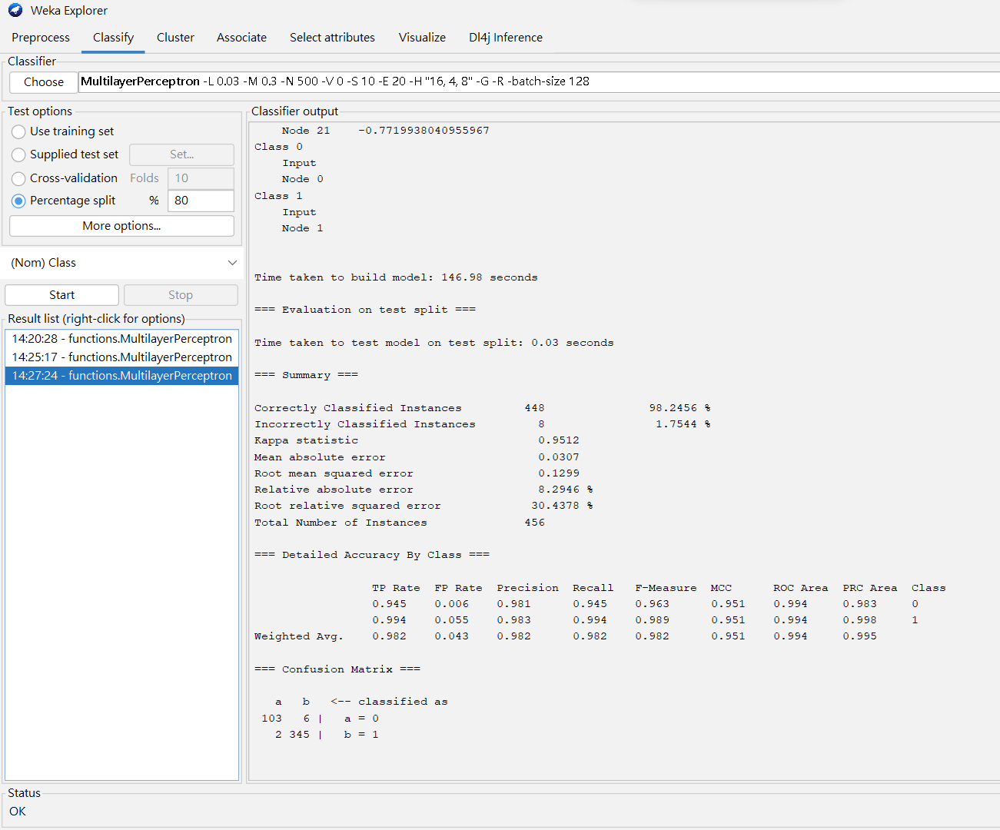 Weka Explorer
Preprocess Classify Cluster Associate Select attributes Visualize Dl4j Inference
Classifier
Choose MultilayerPerceptron -L 0.03 -M 0.3 -N 500 -V 0 -S 10 -E 20 -H "16, 4, 8" -G -R -batch-size 128
Test options
Use training set
Supplied test set Set...
Cross-validation Folds 10
Percentage split % 80
More options...
(Nom) Class
Start Stop
Result list (right-click for options)
14:20:28 - functions.MultilayerPerceptron
14:25:17 - functions.MultilayerPerceptron
14:27:24 - functions.MultilayerPerceptron
Classifier output
Node 21 -0.7719938040955967
Class 0
Input
Node 0
Class 1
Input
Node 1
Time taken to build model: 146.98 seconds
=== Evaluation on test split ===
Time taken to test model on test split: 0.03 seconds
=== Summary ===
Correctly Classified Instances 448 98.2456 %
Incorrectly Classified Instances 8 1.7544 %
Kappa statistic 0.9512
Mean absolute error 0.0307
Root mean squared error 0.1299
Relative absolute error 8.2946 %
Root relative squared error 30.4378 %
Total Number of Instances 456
=== Detailed Accuracy By Class ===
TP Rate FP Rate Precision Recall F-Measure MCC ROC Area PRC Area Class
0.945 0.006 0.981 0.945 0.963 0.951 0.994 0.983 0
0.994 0.055 0.983 0.994 0.989 0.951 0.994 0.998 1
Weighted Avg. 0.982 0.043 0.982 0.982 0.982 0.951 0.994 0.995
=== Confusion Matrix ===
a b <-- classified as
103 6 | a = 0
2 345 | b = 1
Status
OK